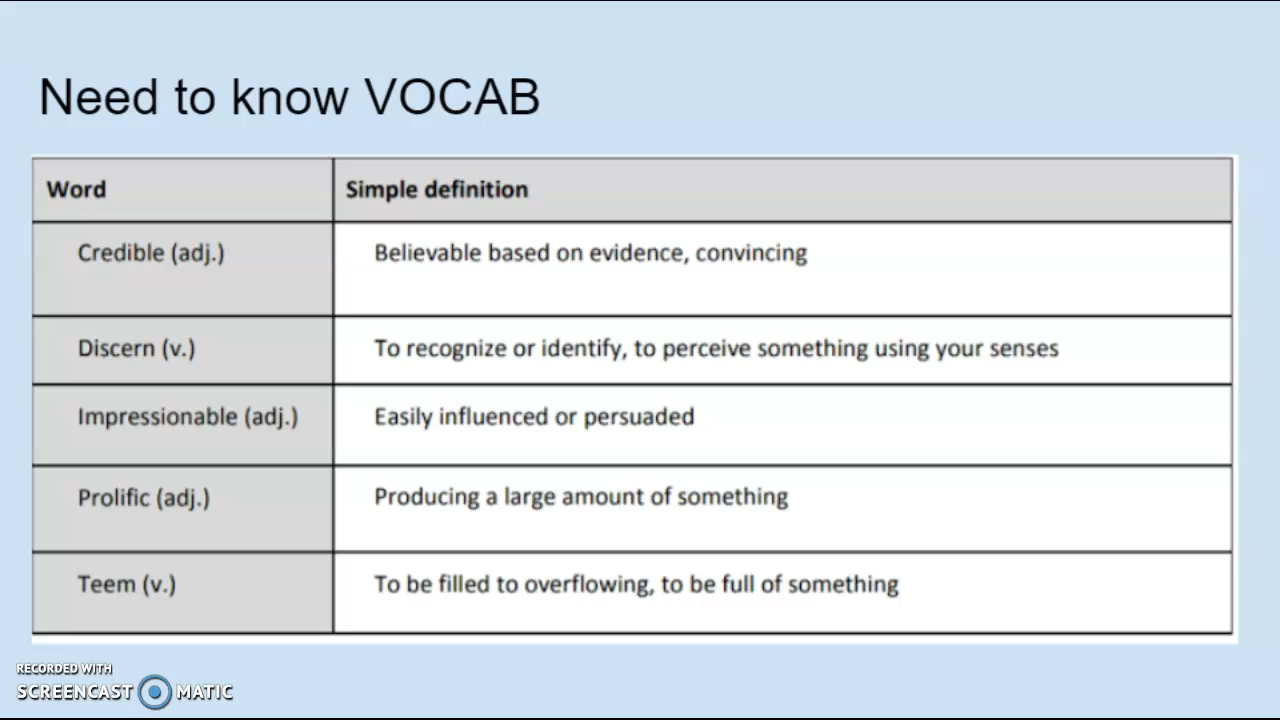 Need to know VOCAB
Word Simple definition
Credible (adj.) Believable based on evidence, convincing
Discern (v.) To recognize or identify, to perceive something using your senses
Impressionable (adj.) Easily influenced or persuaded
Prolific (adj.) Producing a large amount of something
Teem (v.) To be filled to overflowing, to be full of something
RECORDED WITH
SCREENCAST MATIC